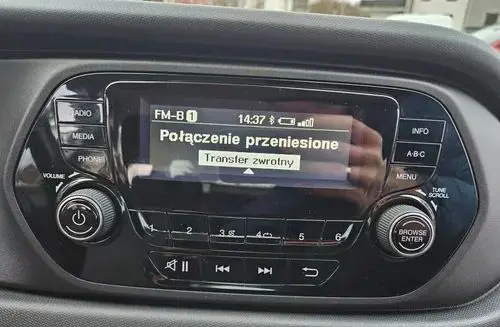 FM-B 1 14:37
Połączenie przeniesione
Transfer zwrotny
RADIO
MEDIA
PHONE
VOLUME
INFO
A-B-C
MENU
TUNE
SCROLL
BROWSE
ENTER
1 2 3 4 5 6